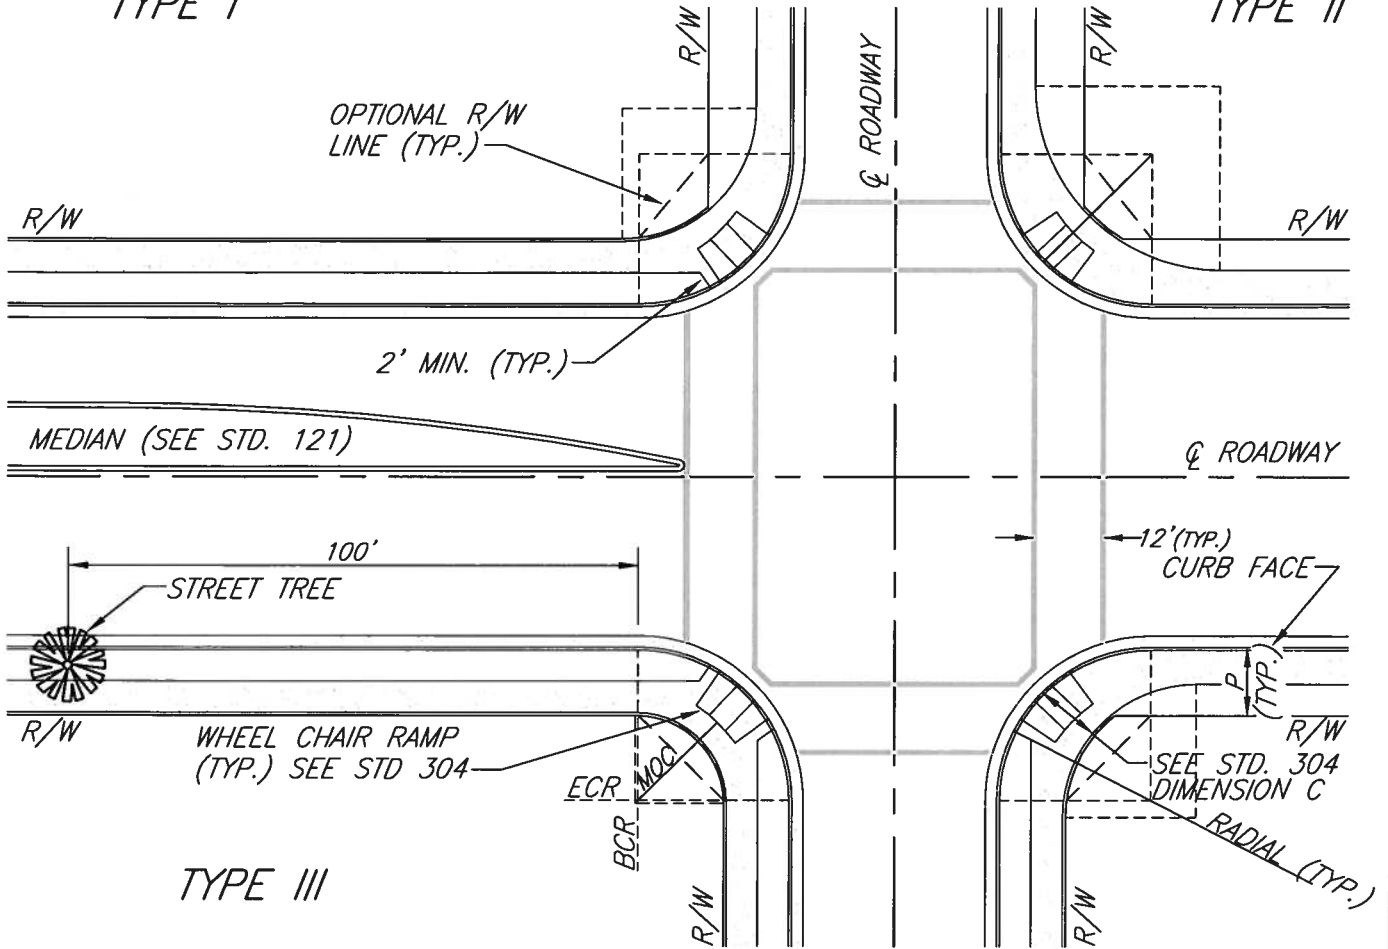 TYPE I
TYPE II
R/W
℄ ROADWAY
R/W
OPTIONAL R/W
LINE (TYP.)
R/W
R/W
2' MIN. (TYP.)
MEDIAN (SEE STD. 121)
℄ ROADWAY
100'
12'(TYP.)
STREET TREE
CURB FACE
P
(TYP.)
R/W
R/W
WHEEL CHAIR RAMP
(TYP.) SEE STD 304
MOC
SEE STD. 304
DIMENSION C
ECR
BCR
RADIAL (TYP.)
TYPE III
R/W
R/W